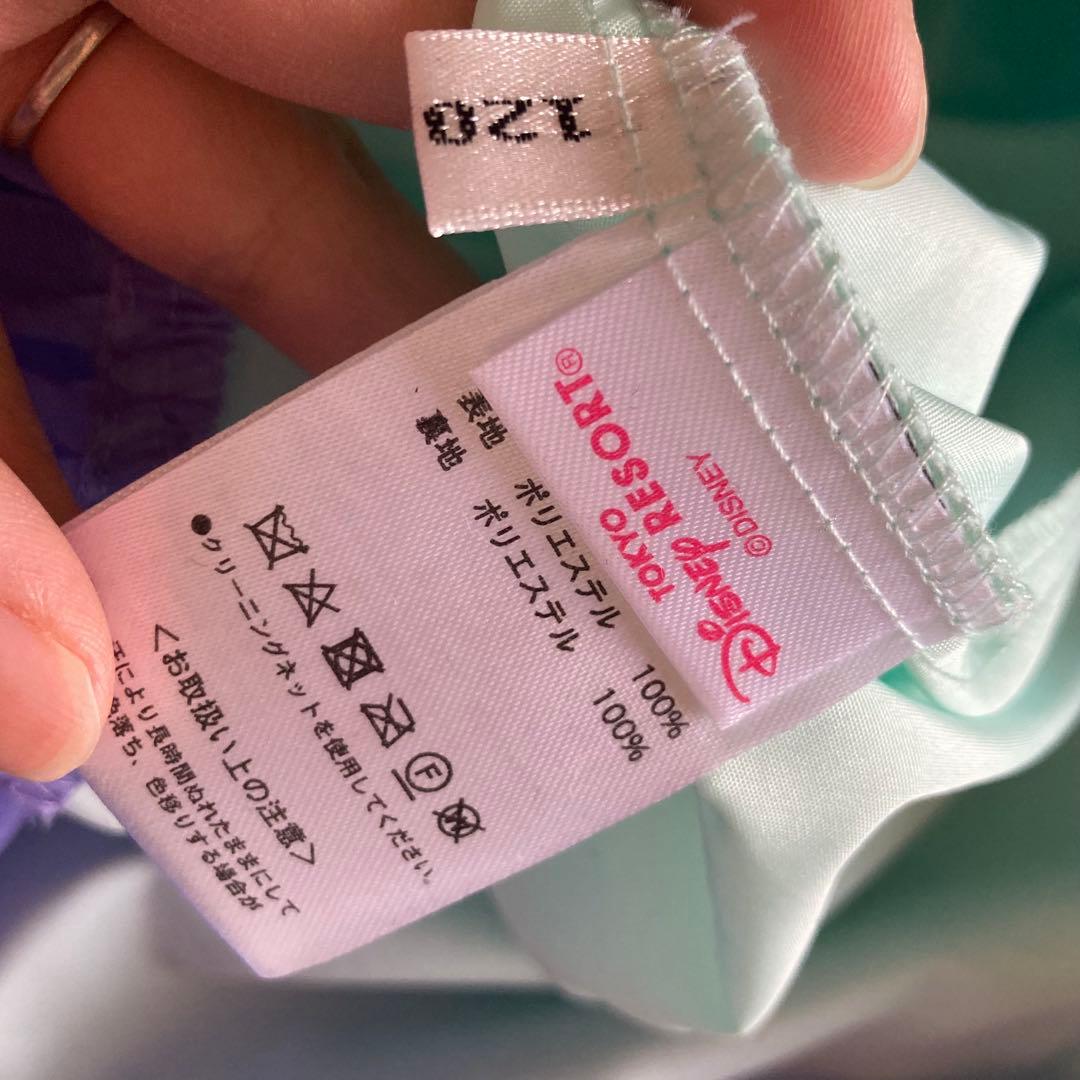 120
TOKYO
DISNEY RESORT®
©DISNEY
表地 ポリエステル 100%
裏地 ポリエステル 100%
F
●クリーニングネットを使用してください。
<お取扱い上の注意>
により長時間ぬれたままにして
色落ち、色移りする場合が